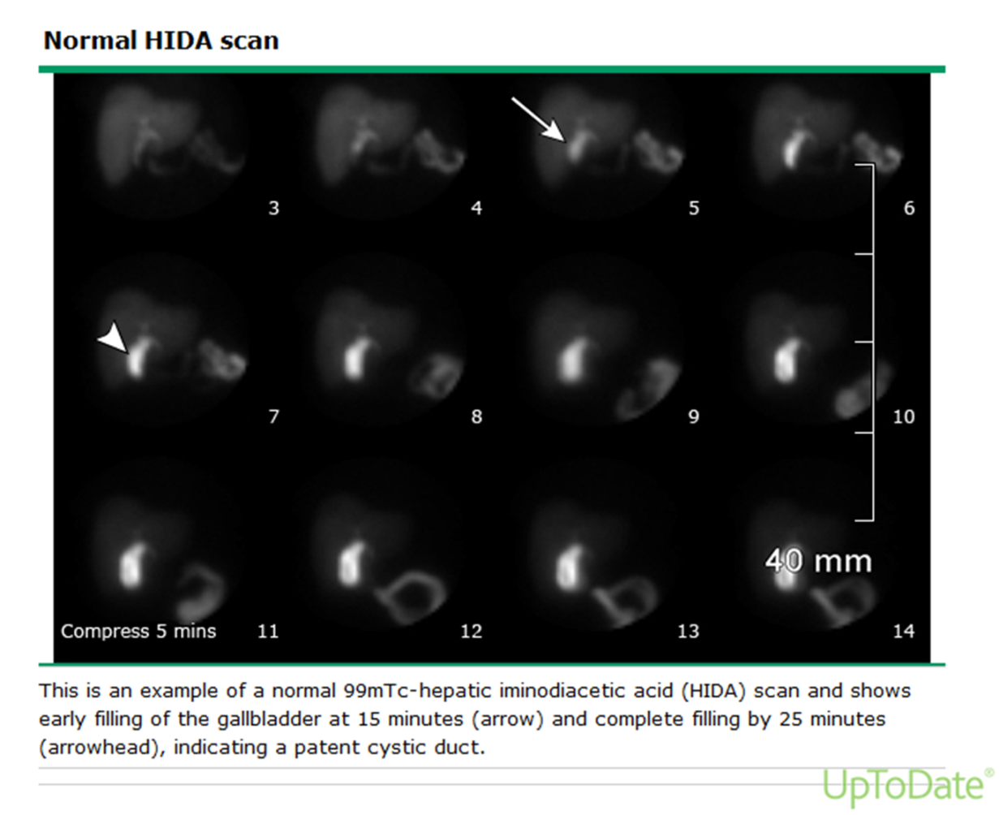 Normal HIDA scan
3 4 5 6
7 8 9 10
40 mm
Compress 5 mins 11 12 13 14
This is an example of a normal 99mTc-hepatic iminodiacetic acid (HIDA) scan and shows
early filling of the gallbladder at 15 minutes (arrow) and complete filling by 25 minutes
(arrowhead), indicating a patent cystic duct.
UpToDate®